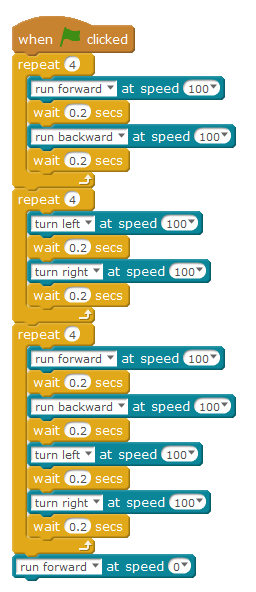 when clicked
repeat 4
run forward at speed 100
wait 0.2 secs
run backward at speed 100
wait 0.2 secs
repeat 4
turn left at speed 100
wait 0.2 secs
turn right at speed 100
wait 0.2 secs
repeat 4
run forward at speed 100
wait 0.2 secs
run backward at speed 100
wait 0.2 secs
turn left at speed 100
wait 0.2 secs
turn right at speed 100
wait 0.2 secs
run forward at speed 0